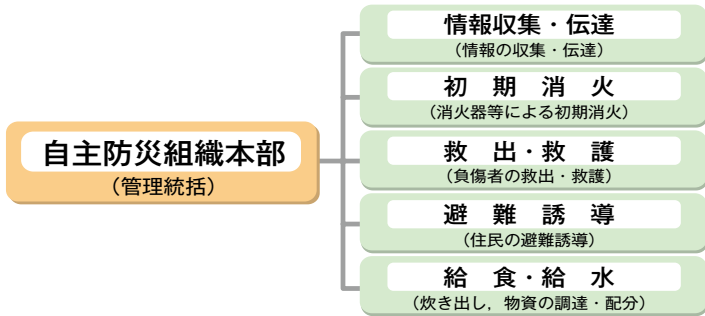 自主防災組織本部
（管理統括）
情報収集・伝達
（情報の収集・伝達）
初期消火
（消火器等による初期消火）
救出・救護
（負傷者の救出・救護）
避難誘導
（住民の避難誘導）
給食・給水
（炊き出し，物資の調達・配分）